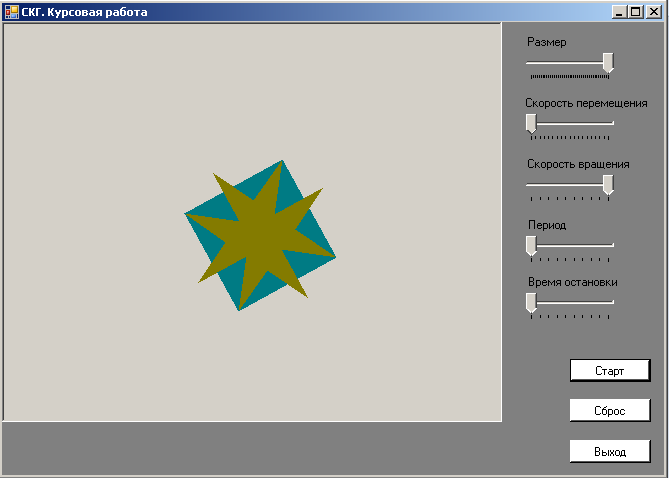 СКГ. Курсовая работа
Размер
Скорость перемещения
Скорость вращения
Период
Время остановки
Старт
Сброс
Выход